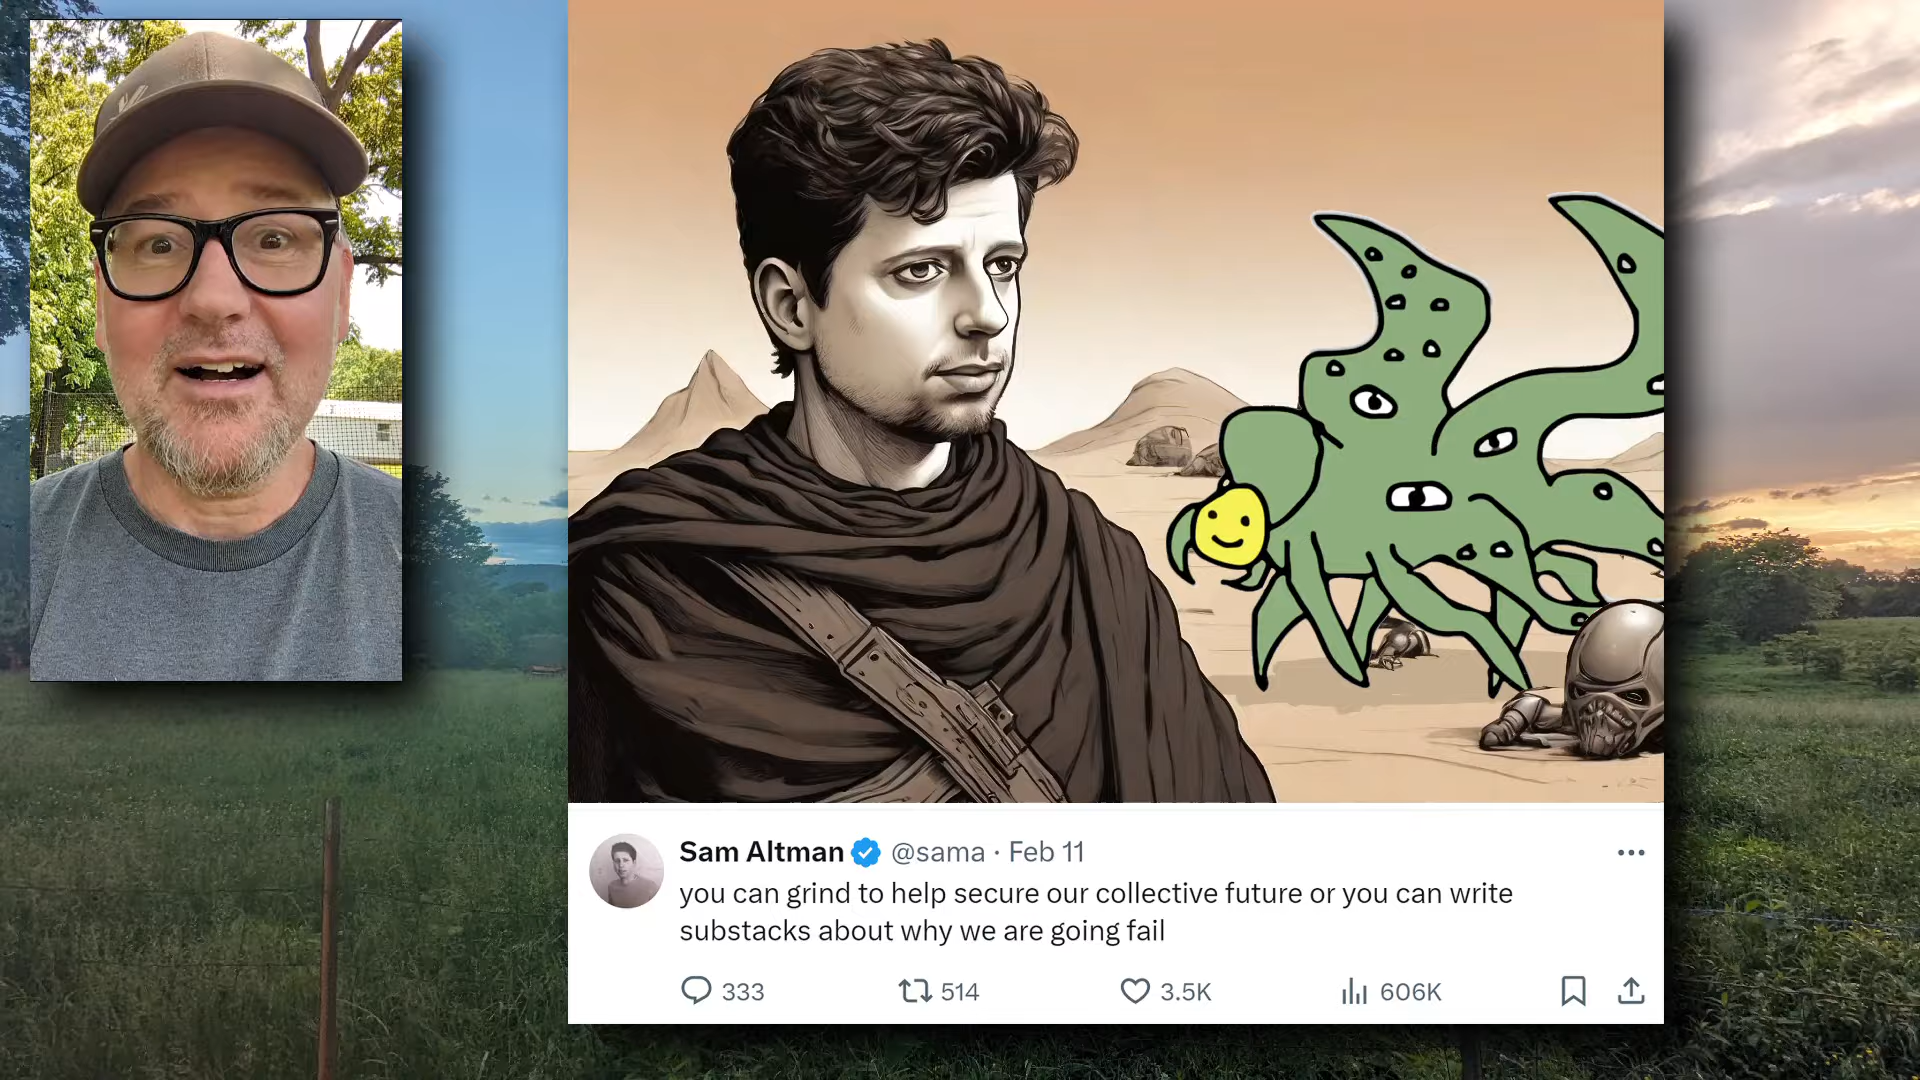 Sam Altman @sama · Feb 11
you can grind to help secure our collective future or you can write
substacks about why we are going fail
333 514 3.5K 606K